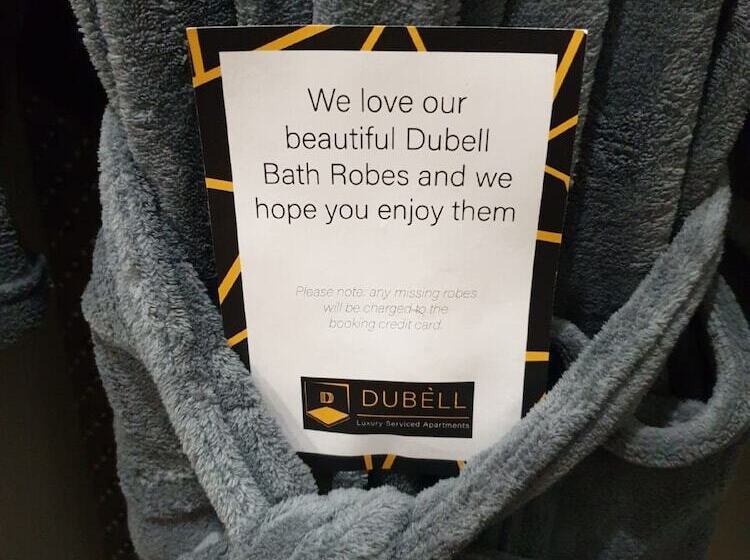 We love our
beautiful Dubell
Bath Robes and we
hope you enjoy them
Please note: any missing robes
will be charged to the
booking credit card.
D
DUBÈLL
Luxury Serviced Apartments